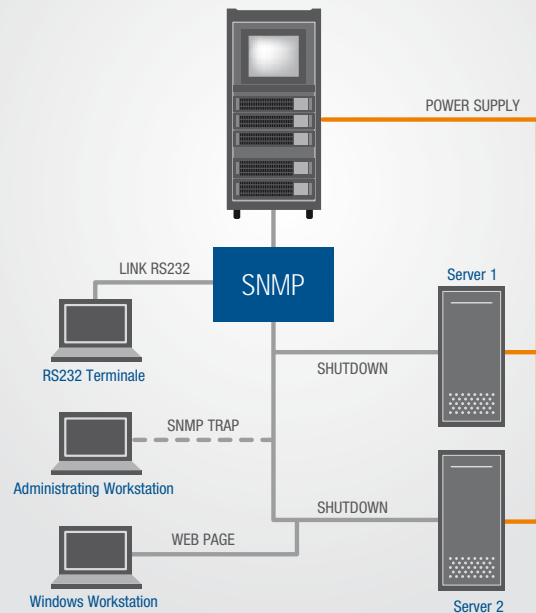 POWER SUPPLY
LINK RS232
SNMP
Server 1
RS232 Terminale
SHUTDOWN
SNMP TRAP
Administrating Workstation
SHUTDOWN
WEB PAGE
Windows Workstation
Server 2